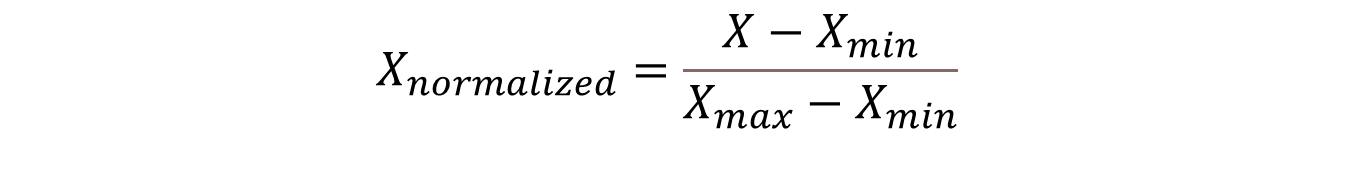 X_normalized = (X − X_min) / (X_max − X_min)